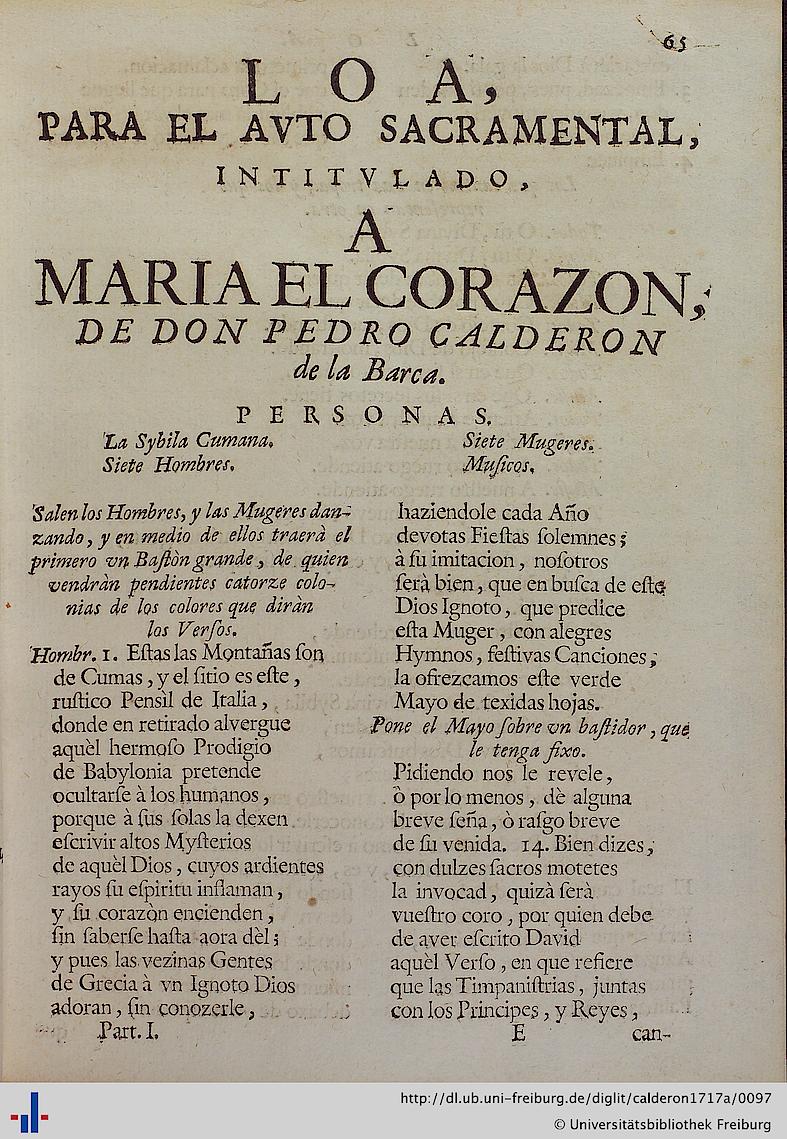 65
LOA,
PARA EL AVTO SACRAMENTAL,
INTITVLADO,
A
MARIA EL CORAZON,
DE DON PEDRO CALDERON
de la Barca.
PERSONAS.
La Sybila Cumana.
Siete Hombres.
Siete Mugeres.
Muſicos.
Salen los Hombres, y las Mugeres dan-
zando, y en medio de ellos traerà el
primero vn Baſtòn grande, de quien
vendràn pendientes catorze colo-
nias de los colores que diràn
los Verſos.
Hombr. 1. Eſtas las Montañas ſon
de Cumas, y el ſitio es eſte,
ruſtico Pensìl de Italia,
donde en retirado alvergue
aquèl hermoſo Prodigio
de Babylonia pretende
ocultarſe à los humanos,
porque à ſus ſolas la dexen
eſcrivir altos Myſterios
de aquèl Dios, cuyos ardientes
rayos ſu eſpiritu inflaman,
y ſu corazòn encienden,
ſin ſaberſe haſta aora dèl;
y pues las vezinas Gentes
de Grecia à vn Ignoto Dios
adoran, ſin conozerle,
Part. I.
haziendole cada Año
devotas Fieſtas ſolemnes;
à ſu imitacion, noſotros
ſerà bien, que en buſca de eſte
Dios Ignoto, que predice
eſta Muger, con alegres
Hymnos, feſtivas Canciones,
la ofrezcamos eſte verde
Mayo de texidas hojas.
Pone el Mayo ſobre vn baſtidor, que
le tenga fixo.
Pidiendo nos le revele,
ò por lo menos, dè alguna
breve ſeña, ò raſgo breve
de ſu venida. 14. Bien dizes,
con dulzes ſacros motetes
la invocad, quizà ſerà
vueſtro coro, por quien debe
de aver eſcrito David
aquèl Verſo, en que refiere
que las Timpaniſtrias, juntas
con los Principes, y Reyes,
E
can-
http://dl.ub.uni-freiburg.de/diglit/calderon1717a/0097
© Universitätsbibliothek Freiburg